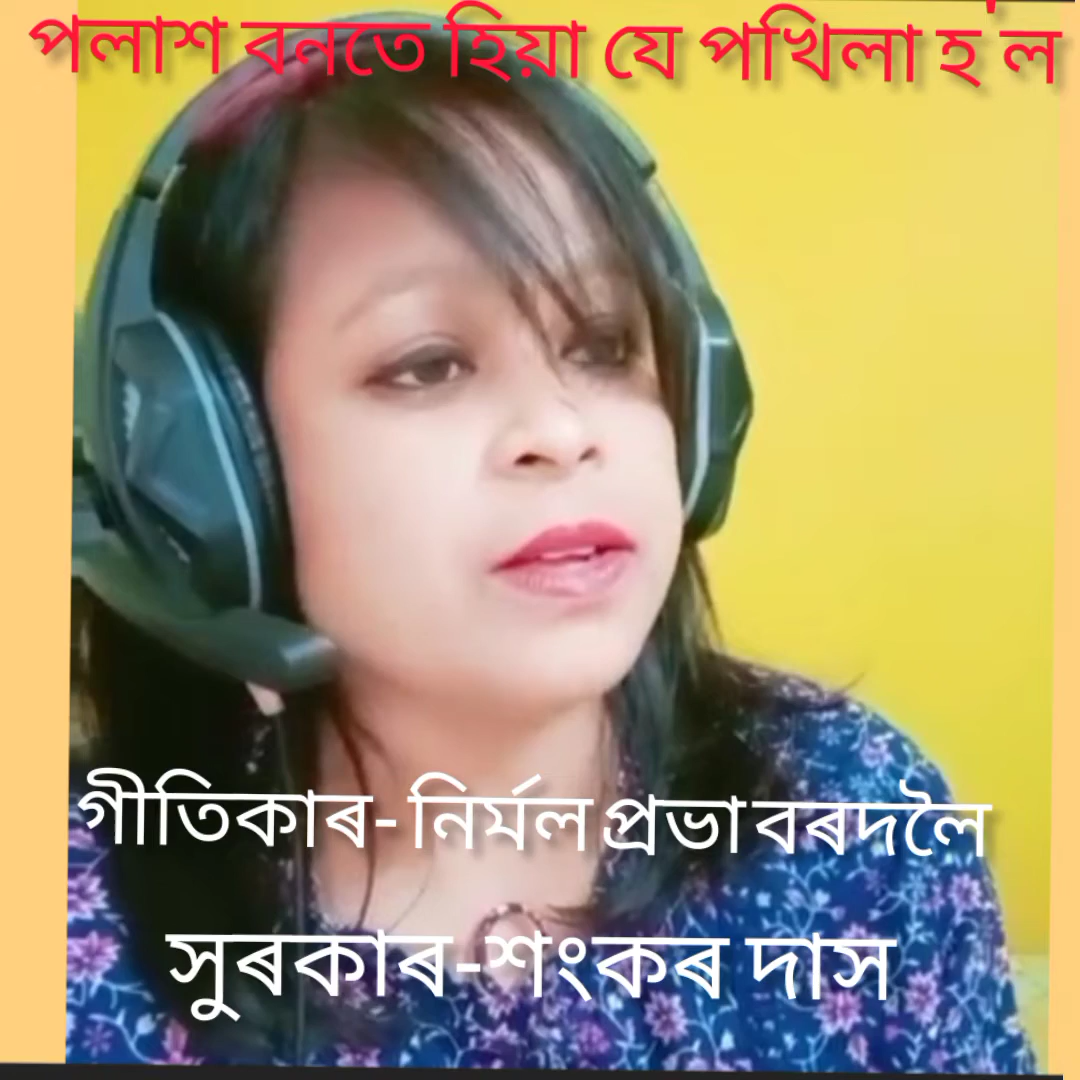 পলাশ বনতে হিয়া যে পখিলা হ'ল
গীতিকাৰ- নিৰ্মল প্ৰভা বৰদলৈ
সুৰকাৰ-শংকৰ দাস